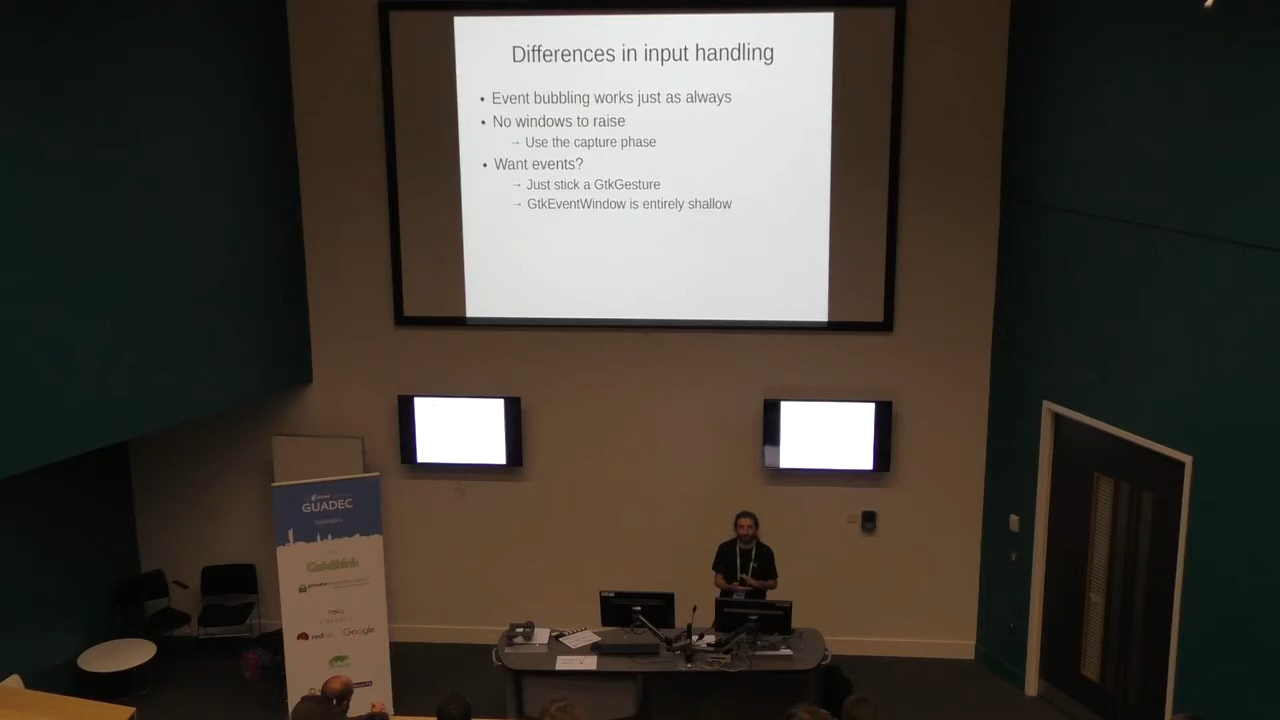 Differences in input handling
• Event bubbling works just as always
• No windows to raise
→ Use the capture phase
• Want events?
→ Just stick a GtkGesture
→ GtkEventWindow is entirely shallow
GUADEC
Codethink
Google